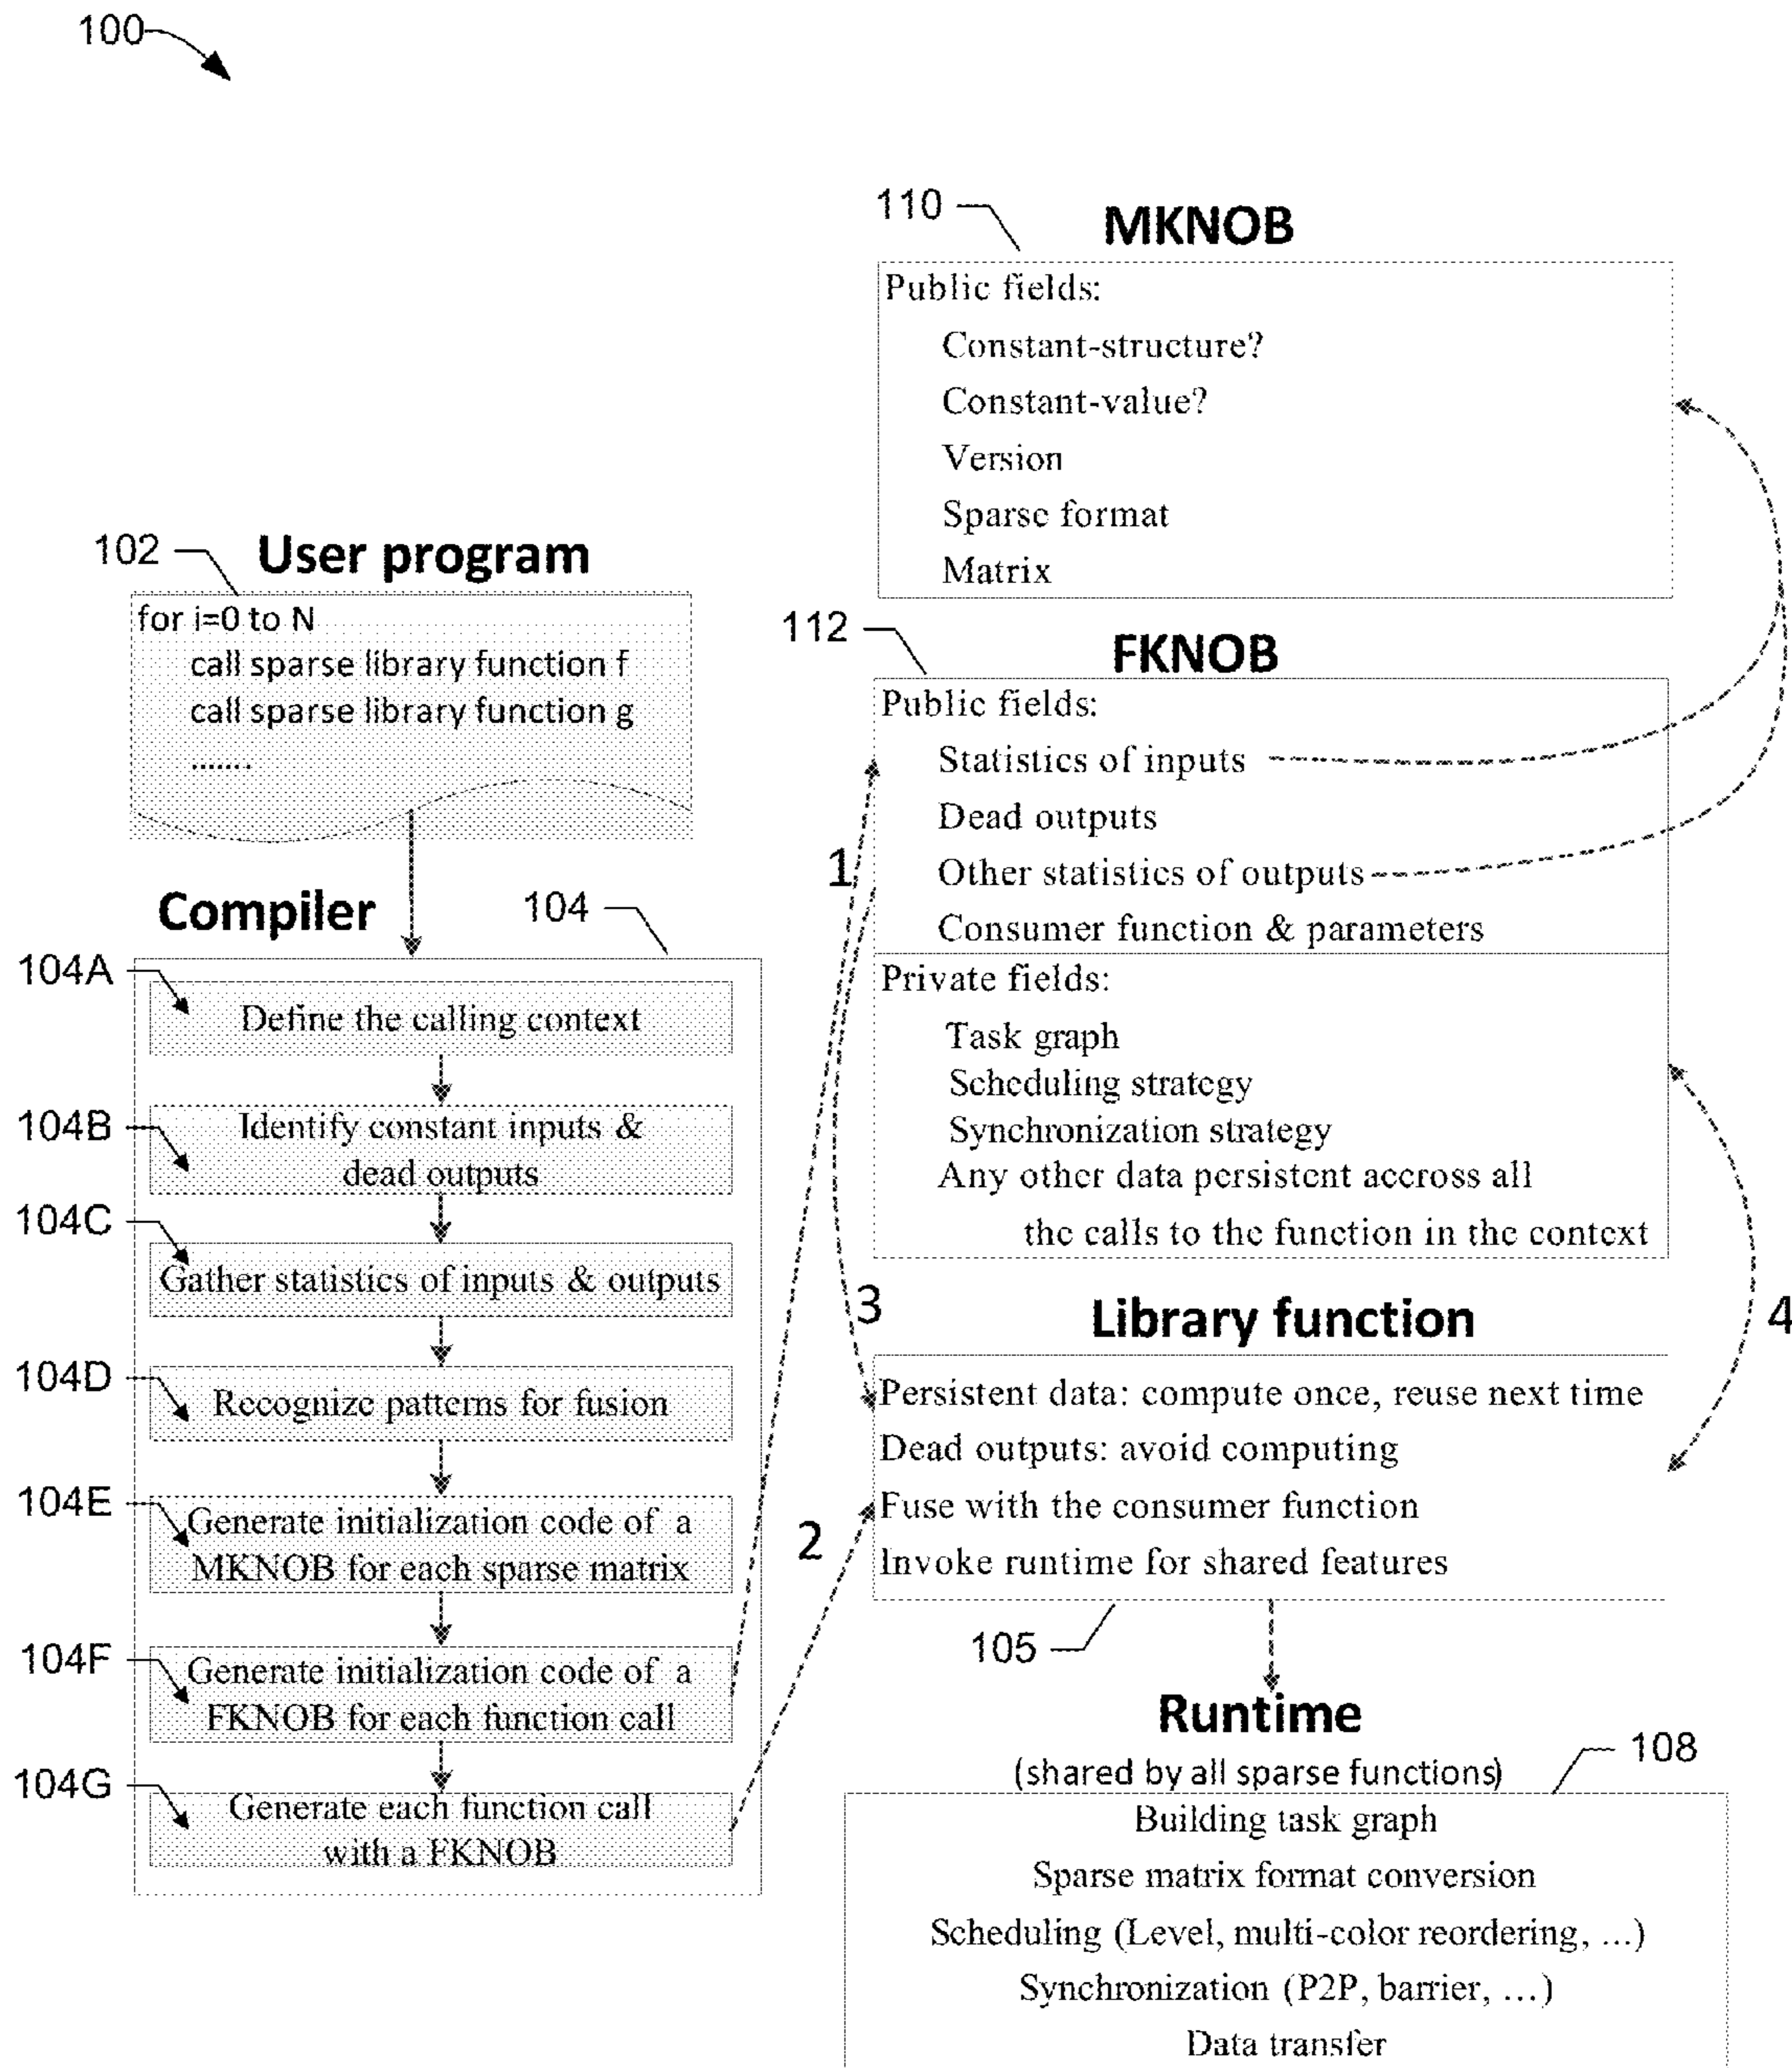 100
110
MKNOB
Public fields:
Constant-structure?
Constant-value?
Version
Sparse format
Matrix
102
User program
for i=0 to N
call sparse library function f
call sparse library function g
.......
112
FKNOB
Public fields:
Statistics of inputs
Dead outputs
Other statistics of outputs
Consumer function & parameters
Private fields:
Task graph
Scheduling strategy
Synchronization strategy
Any other data persistent accross all
the calls to the function in the context
1
3
4
2
Compiler
104
104A
Define the calling context
104B
Identify constant inputs &
dead outputs
104C
Gather statistics of inputs & outputs
104D
Recognize patterns for fusion
104E
Generate initialization code of a
MKNOB for each sparse matrix
104F
Generate initialization code of a
FKNOB for each function call
104G
Generate each function call
with a FKNOB
Library function
Persistent data: compute once, reuse next time
Dead outputs: avoid computing
Fuse with the consumer function
Invoke runtime for shared features
105
Runtime
(shared by all sparse functions)
108
Building task graph
Sparse matrix format conversion
Scheduling (Level, multi-color reordering, ...)
Synchronization (P2P, barrier, ...)
Data transfer